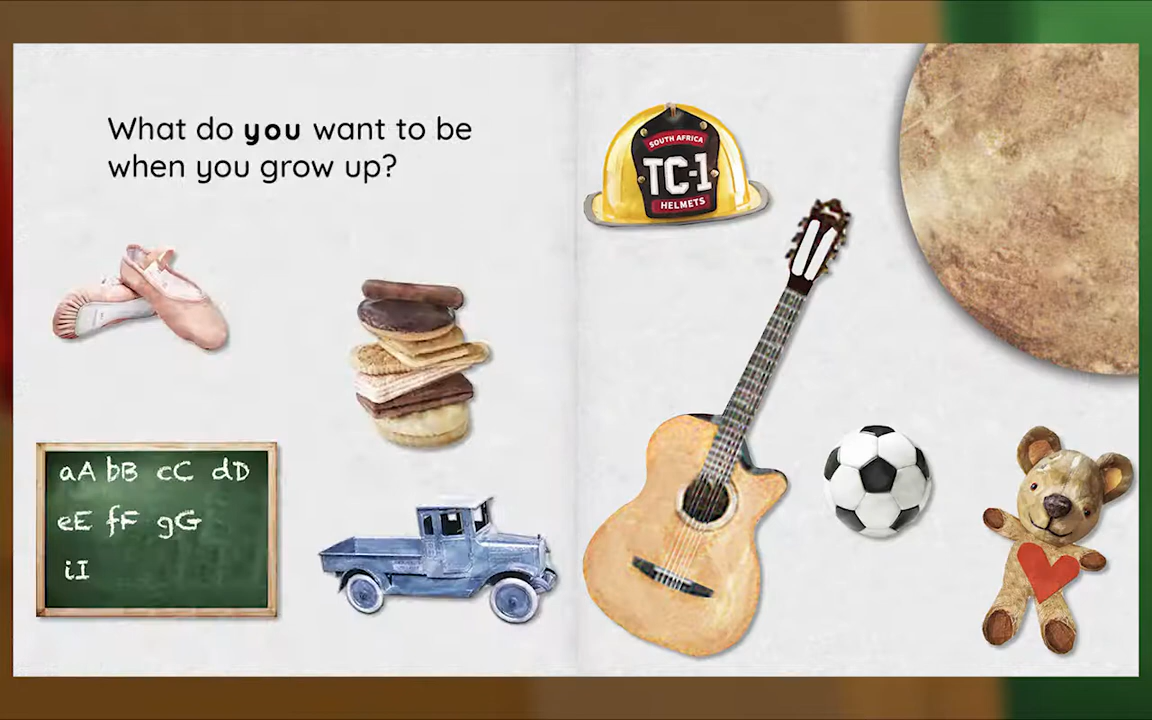 What do you want to be
when you grow up?
SOUTH AFRICA
TC-1
HELMETS
aA bB cC dD
eE fF gG
iI